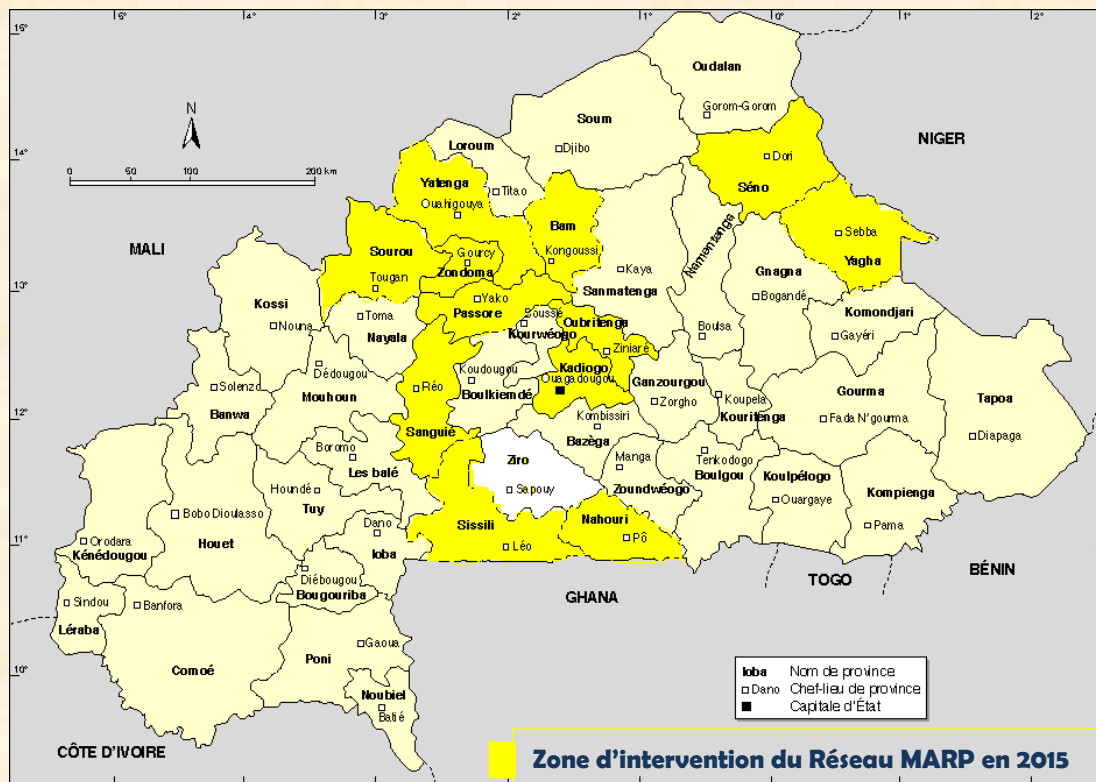 5° 4° 3° 2° 1° 0° 1° 2°
15°
14°
13°
12°
11°
10°
N
0 50 100 200 km
MALI
NIGER
BÉNIN
TOGO
GHANA
CÔTE D'IVOIRE
Oudalan
Gorom-Gorom
Soum
Djibo
Loroum
Titao
Séno
Dori
Yatenga
Ouahigouya
Bam
Kongoussi
Yagha
Sebba
Sourou
Tougan
Zondoma
Gourcy
Sanmatenga
Kaya
Namentenga
Boulsa
Gnagna
Bogandé
Komondjari
Gayéri
Kossi
Nouna
Nayala
Toma
Passore
Yako
Kourwéogo
Boussé
Oubritenga
Ziniaré
Kadiogo
Ouagadougou
Ganzourgou
Zorgho
Kouritenga
Koupela
Gourma
Fada N'gourma
Tapoa
Diapaga
Banwa
Solenzo
Mouhoun
Dédougou
Sanguié
Réo
Boulkiemdé
Koudougou
Bazèga
Kombissiri
Les balé
Boromo
Ziro
Sapouy
Zoundwéogo
Manga
Boulgou
Tenkodogo
Koulpélogo
Ouargaye
Kompienga
Pama
Tuy
Houndé
Houet
Bobo Dioulasso
Kénédougou
Orodara
Ioba
Dano
Sissili
Léo
Nahouri
Pô
Bougouriba
Diébougou
Léraba
Sindou
Comoé
Banfora
Poni
Gaoua
Noubiel
Batié
Ioba Nom de province
Dano Chef-lieu de province
Capitale d'État
Zone d'intervention du Réseau MARP en 2015